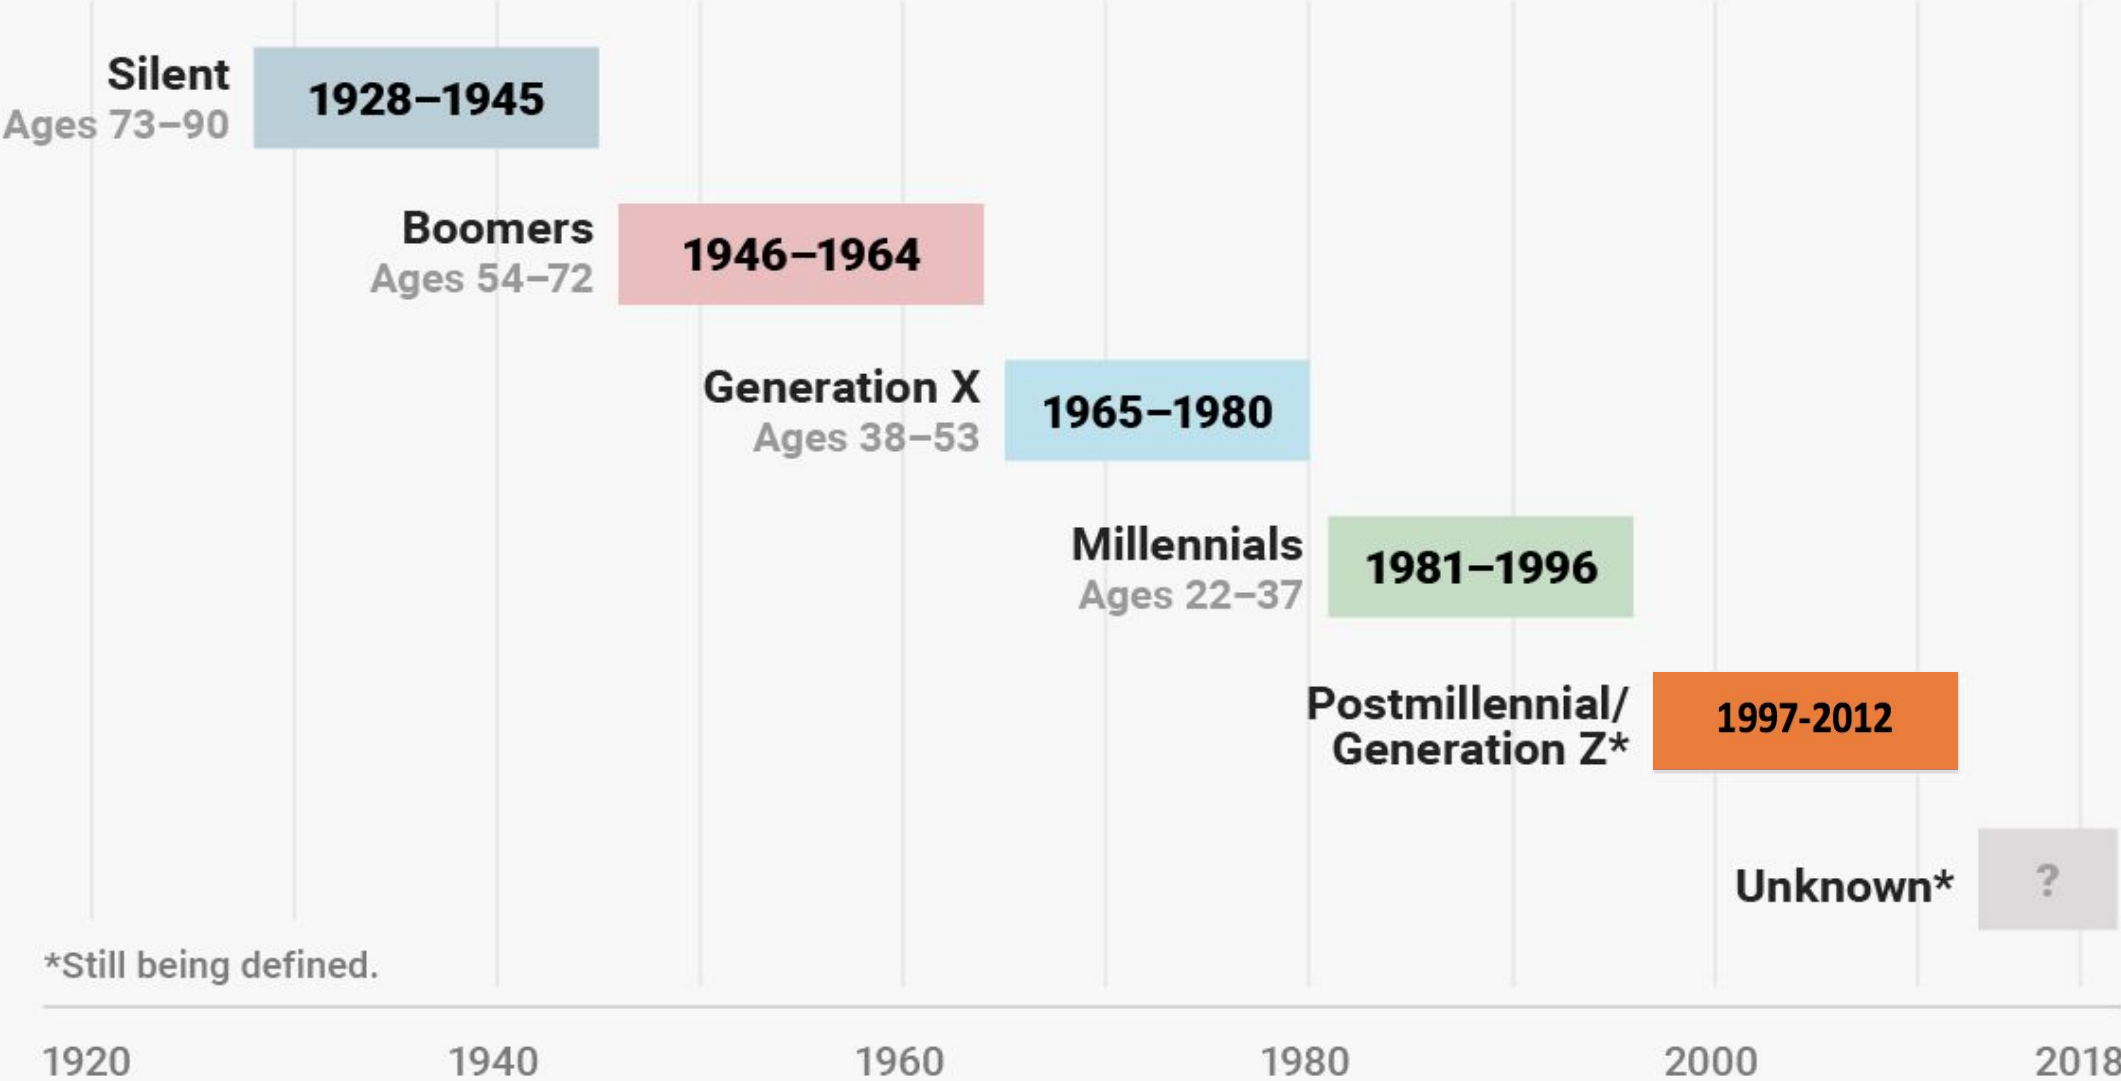 Silent
Ages 73–90
1928–1945
Boomers
Ages 54–72
1946–1964
Generation X
Ages 38–53
1965–1980
Millennials
Ages 22–37
1981–1996
Postmillennial/
Generation Z*
1997-2012
Unknown*
?
*Still being defined.
1920 1940 1960 1980 2000 2018